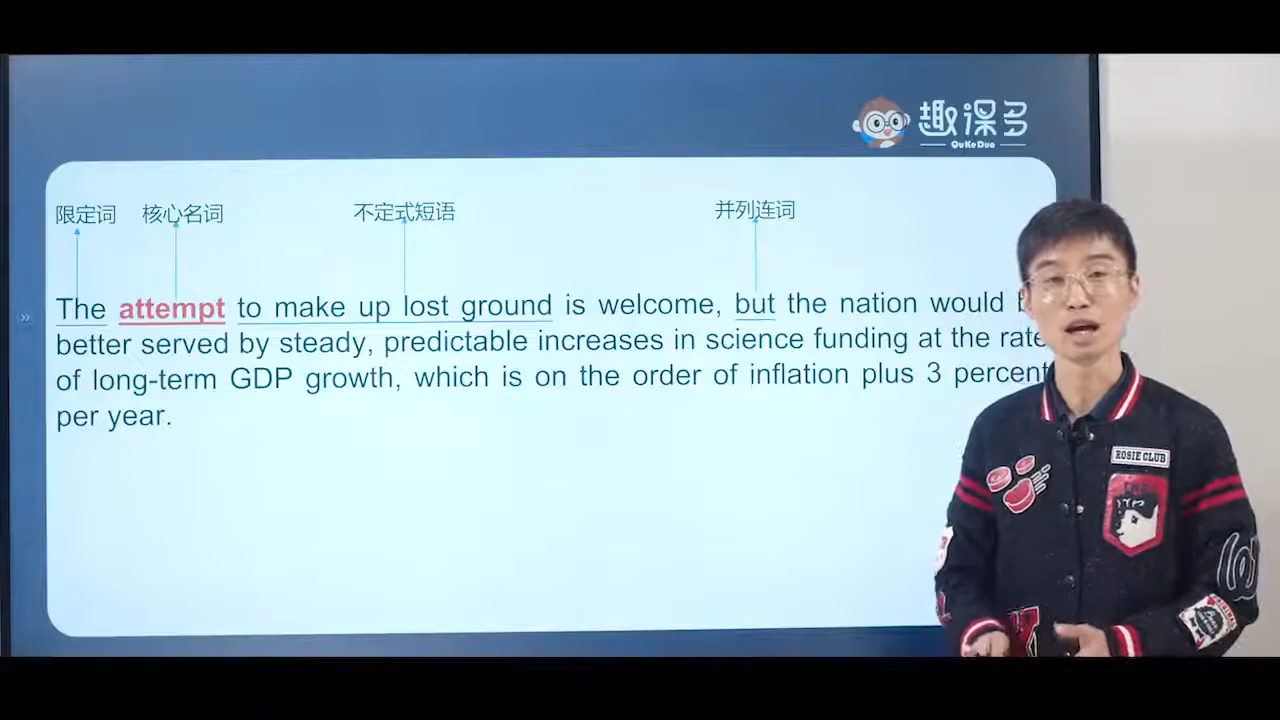 趣课多
QuKeDuo
限定词 核心名词 不定式短语 并列连词
The attempt to make up lost ground is welcome, but the nation would
better served by steady, predictable increases in science funding at the rate
of long-term GDP growth, which is on the order of inflation plus 3 percent
per year.
»
ROSIE CLUB